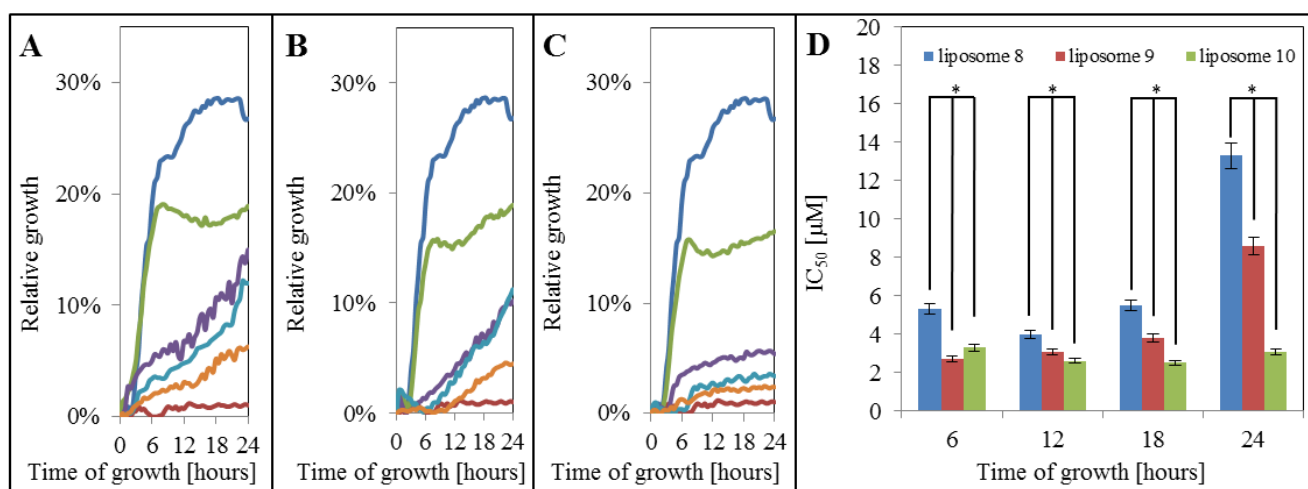 A
Relative growth
30%
20%
10%
0%
0 6 12 18 24
Time of growth [hours]
B
Relative growth
30%
20%
10%
0%
0 6 12 18 24
Time of growth [hours]
C
Relative growth
30%
20%
10%
0%
0 6 12 18 24
Time of growth [hours]
D
liposome 8 liposome 9 liposome 10
* * * *
IC50 [µM]
20
18
16
14
12
10
8
6
4
2
0
6 12 18 24
Time of growth [hours]